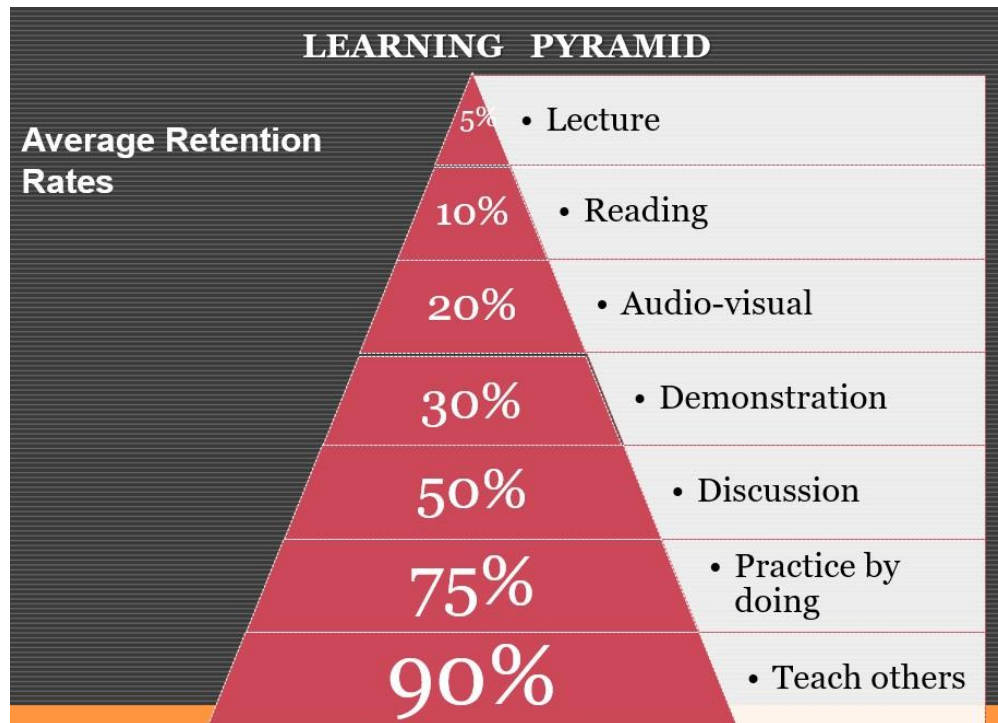 LEARNING PYRAMID
Average Retention
Rates
5% • Lecture
10% • Reading
20% • Audio-visual
30% • Demonstration
50% • Discussion
75% • Practice by
doing
90% • Teach others